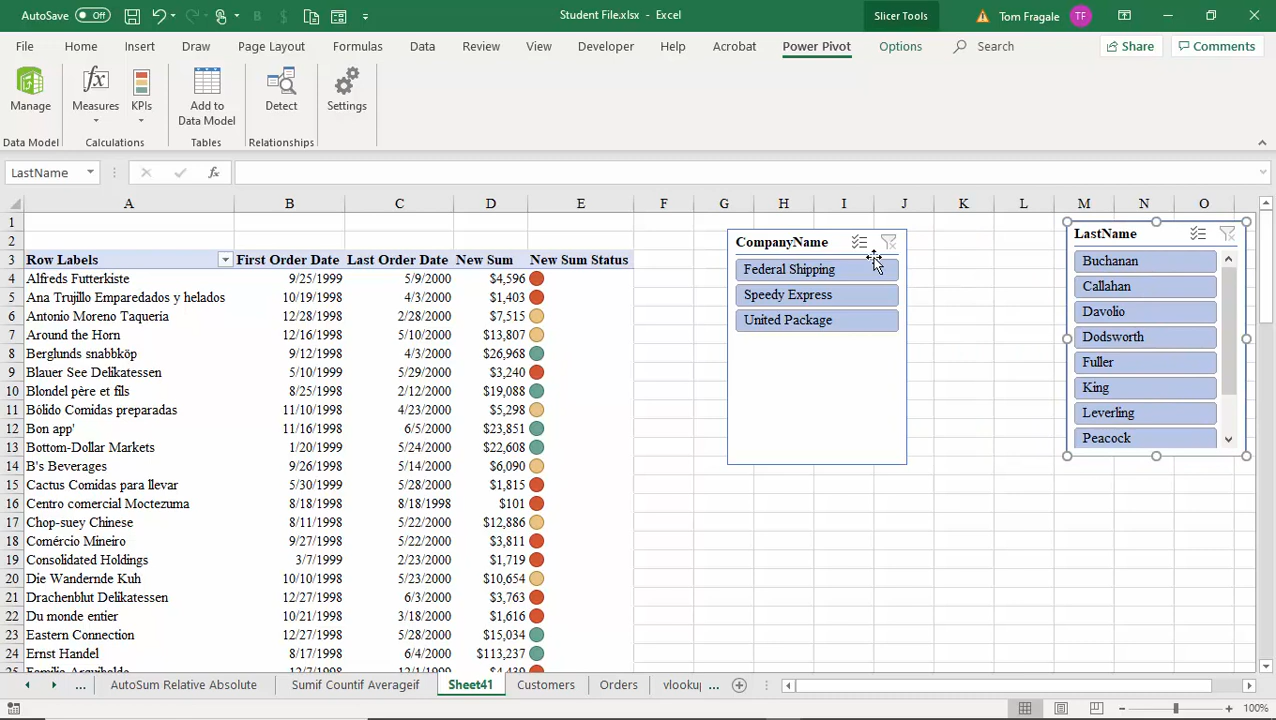 AutoSave Off Student File.xlsx - Excel Slicer Tools Tom Fragale TF
File Home Insert Draw Page Layout Formulas Data Review View Developer Help Acrobat Power Pivot Options Search Share Comments
Manage Measures KPIs Add to Data Model Detect Settings
Data Model Calculations Tables Relationships
LastName fx
A B C D E F G H I J K L M N O
1
2
3 Row Labels First Order Date Last Order Date New Sum New Sum Status
4 Alfreds Futterkiste 9/25/1999 5/9/2000 $4,596
5 Ana Trujillo Emparedados y helados 10/19/1998 4/3/2000 $1,403
6 Antonio Moreno Taqueria 12/28/1998 2/28/2000 $7,515
7 Around the Horn 12/16/1998 5/10/2000 $13,807
8 Berglunds snabbköp 9/12/1998 4/3/2000 $26,968
9 Blauer See Delikatessen 5/10/1999 5/29/2000 $3,240
10 Blondel père et fils 8/25/1998 2/12/2000 $19,088
11 Bólido Comidas preparadas 11/10/1998 4/23/2000 $5,298
12 Bon app' 11/16/1998 6/5/2000 $23,851
13 Bottom-Dollar Markets 1/20/1999 5/24/2000 $22,608
14 B's Beverages 9/26/1998 5/14/2000 $6,090
15 Cactus Comidas para llevar 5/30/1999 5/28/2000 $1,815
16 Centro comercial Moctezuma 8/18/1998 8/18/1998 $101
17 Chop-suey Chinese 8/11/1998 5/22/2000 $12,886
18 Comércio Mineiro 9/27/1998 5/22/2000 $3,811
19 Consolidated Holdings 3/7/1999 5/23/2000 $1,719
20 Die Wandernde Kuh 10/10/1998 5/23/2000 $10,654
21 Drachenblut Delikatessen 12/27/1998 6/3/2000 $3,763
22 Du monde entier 10/21/1998 3/18/2000 $1,616
23 Eastern Connection 12/27/1998 5/28/2000 $15,034
24 Ernst Handel 8/17/1998 6/4/2000 $113,237
25 Familia Arquibaldo 12/7/1998 12/1/1999 $4,439
CompanyName
Federal Shipping
Speedy Express
United Package
LastName
Buchanan
Callahan
Davolio
Dodsworth
Fuller
King
Leverling
Peacock
... AutoSum Relative Absolute Sumif Countif Averageif Sheet41 Customers Orders vlookup ...
100%